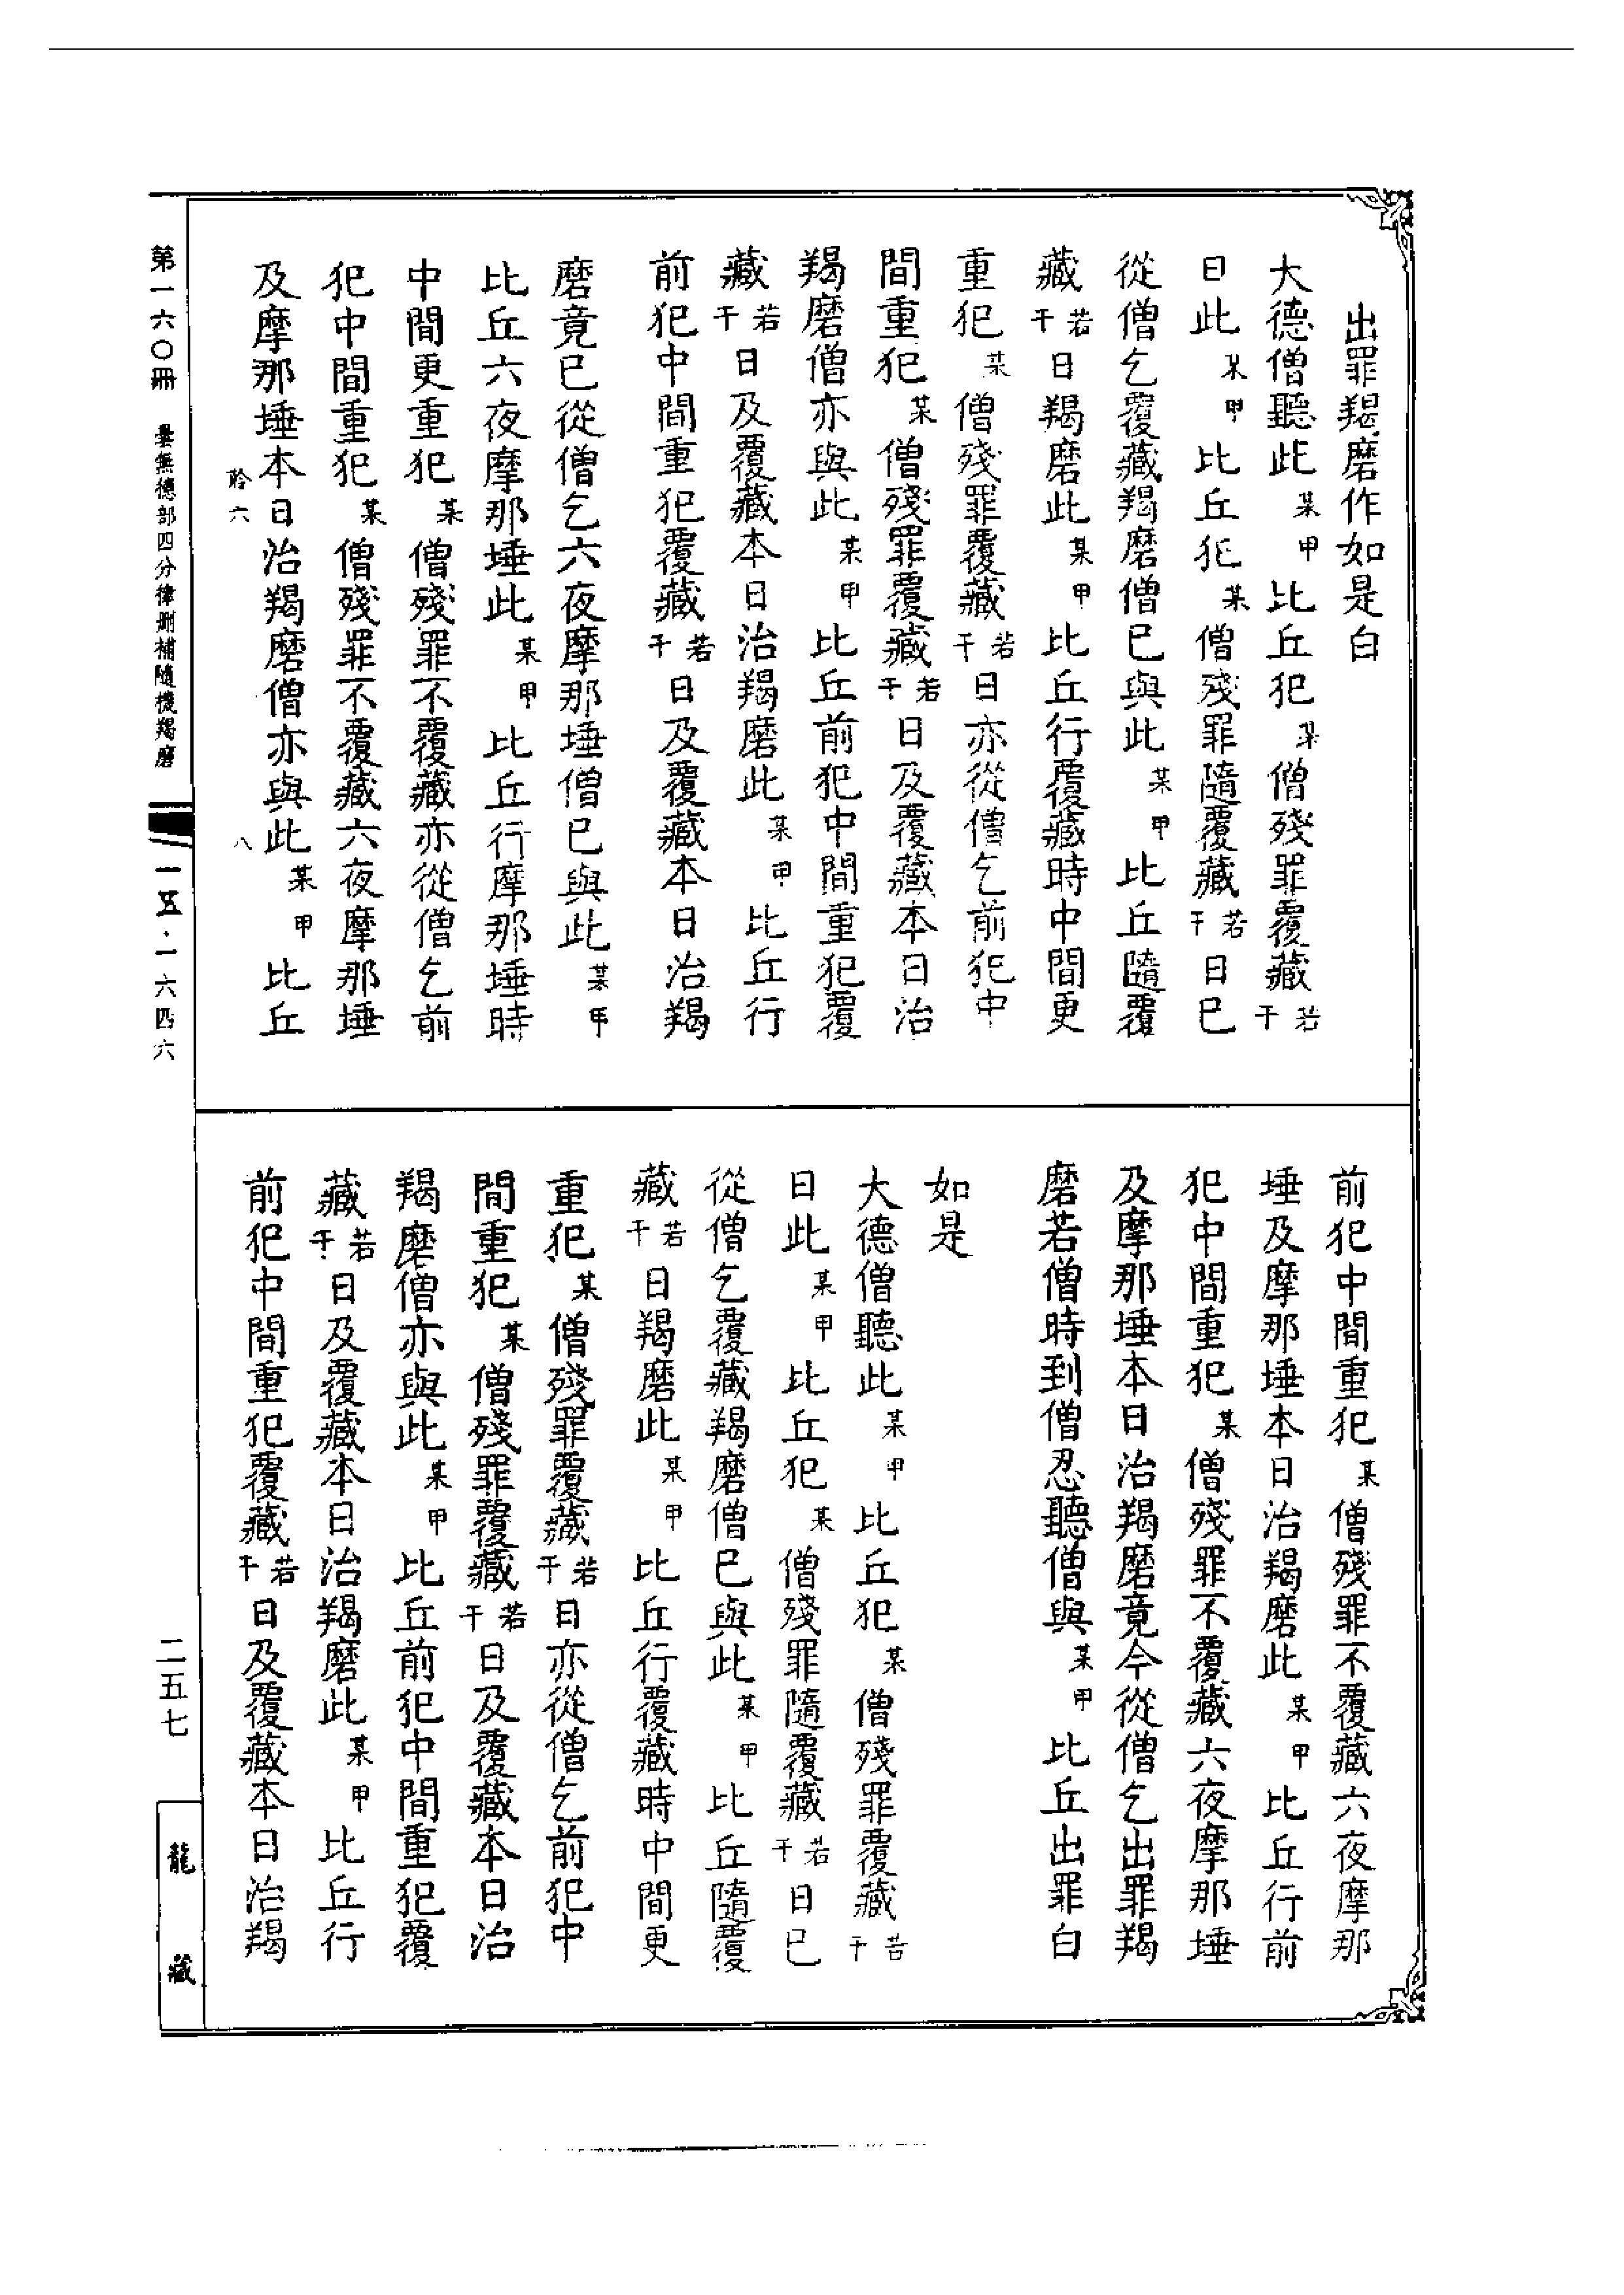 出罪羯磨作如是白
大德僧聽此某甲比丘犯某僧殘罪覆藏若干
日此某甲比丘犯某僧殘罪隨覆藏若干日已
從僧乞覆藏羯磨僧已與此某甲比丘隨覆
藏若干日羯磨此某甲比丘行覆藏時中間更
重犯某僧殘罪覆藏若干日亦從僧乞前犯中
間重犯某僧殘罪覆藏若干日及覆藏本日治
羯磨僧亦與此某甲比丘前犯中間重犯覆
藏若干日及覆藏本日治羯磨此某甲比丘行
前犯中間重犯覆藏若干日及覆藏本日治羯
磨竟已從僧乞六夜摩那埵僧已與此某甲
比丘六夜摩那埵此某甲比丘行摩那埵時
中間更重犯某僧殘罪不覆藏亦從僧乞前
犯中間重犯某僧殘罪不覆藏六夜摩那埵
及摩那埵本日治羯磨僧亦與此某甲比丘
前犯中間重犯某僧殘罪不覆藏六夜摩那
埵及摩那埵本日治羯磨此某甲比丘行前
犯中間重犯某僧殘罪不覆藏六夜摩那埵
及摩那埵本日治羯磨竟今從僧乞出罪羯
磨若僧時到僧忍聽僧與某甲比丘出罪白
如是
大德僧聽此某甲比丘犯某僧殘罪覆藏若干
日此某甲比丘犯某僧殘罪隨覆藏若干日已
從僧乞覆藏羯磨僧已與此某甲比丘隨覆
藏若干日羯磨此某甲比丘行覆藏時中間更
重犯某僧殘罪覆藏若干日亦從僧乞前犯中
間重犯某僧殘罪覆藏若干日及覆藏本日治
羯磨僧亦與此某甲比丘前犯中間重犯覆
藏若干日及覆藏本日治羯磨此某甲比丘行
前犯中間重犯覆藏若干日及覆藏本日治羯
聆六 八
第一六〇冊 曇無德部四分律刪補隨機羯磨 一五·一六四六
二五七
龍藏